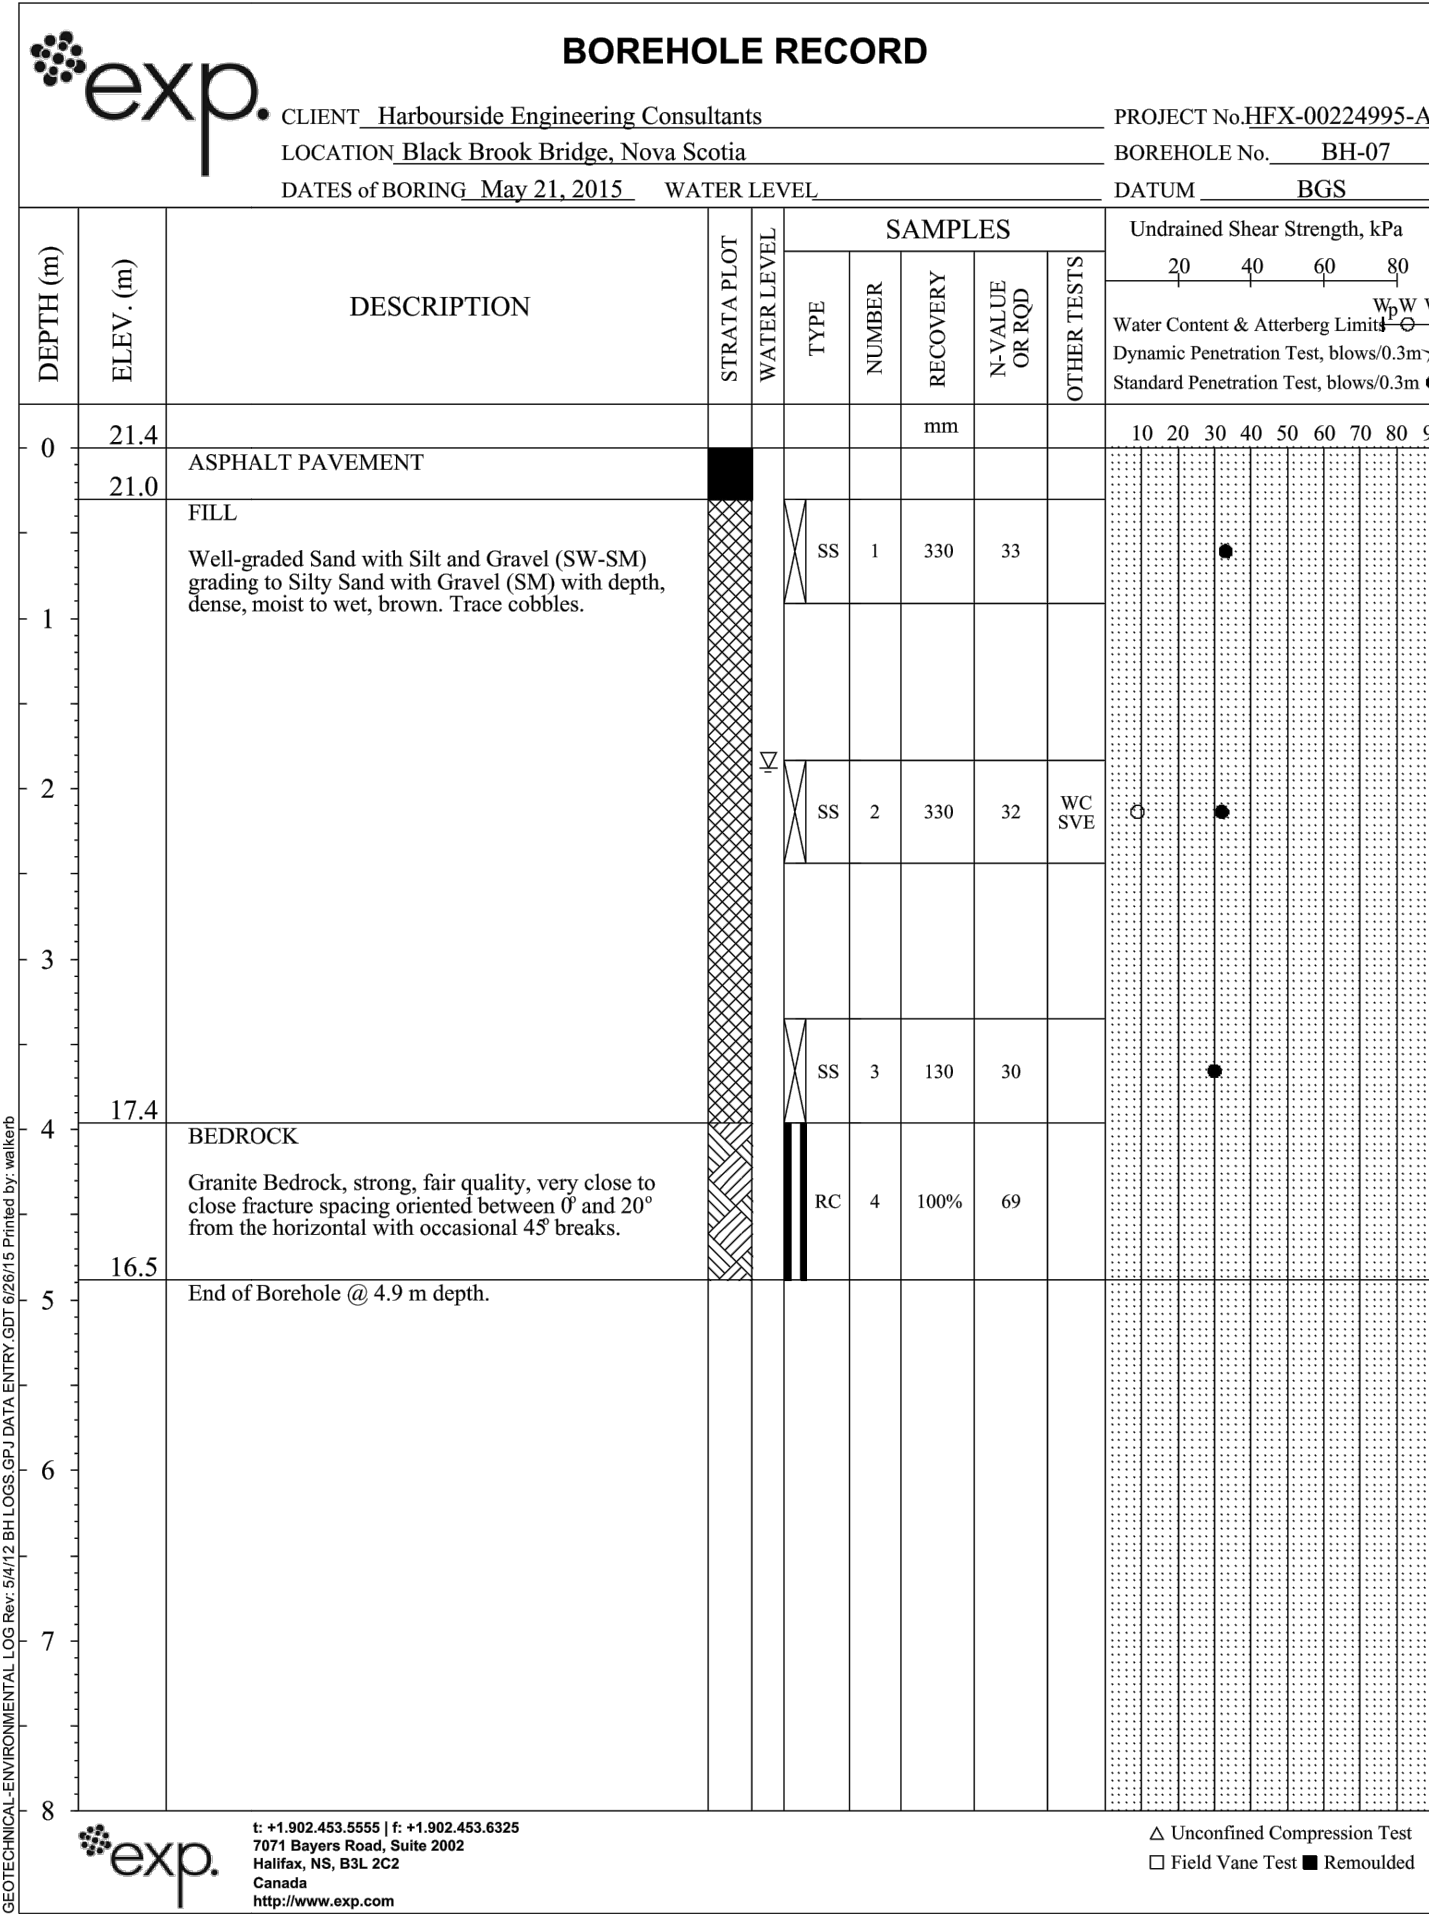 exp.
BOREHOLE RECORD
CLIENT Harbourside Engineering Consultants
PROJECT No. HFX-00224995-A
LOCATION Black Brook Bridge, Nova Scotia
BOREHOLE No. BH-07
DATES of BORING May 21, 2015 WATER LEVEL
DATUM BGS
DEPTH (m)
ELEV. (m)
DESCRIPTION
STRATA PLOT
WATER LEVEL
SAMPLES
TYPE
NUMBER
RECOVERY
N-VALUE
OR RQD
OTHER TESTS
Undrained Shear Strength, kPa
20 40 60 80
Wp W
Water Content & Atterberg Limits
Dynamic Penetration Test, blows/0.3m
Standard Penetration Test, blows/0.3m
mm
10 20 30 40 50 60 70 80
21.4
0
ASPHALT PAVEMENT
21.0
FILL
Well-graded Sand with Silt and Gravel (SW-SM)
grading to Silty Sand with Gravel (SM) with depth,
dense, moist to wet, brown. Trace cobbles.
SS 1 330 33
1
2
SS 2 330 32 WC
SVE
3
SS 3 130 30
17.4
4
BEDROCK
Granite Bedrock, strong, fair quality, very close to
close fracture spacing oriented between 0° and 20°
from the horizontal with occasional 45° breaks.
RC 4 100% 69
16.5
End of Borehole @ 4.9 m depth.
5
6
7
8
GEOTECHNICAL-ENVIRONMENTAL LOG Rev: 5/4/12 BH LOGS.GPJ DATA ENTRY.GDT 6/26/15 Printed by: walkerb
exp.
t: +1.902.453.5555 | f: +1.902.453.6325
7071 Bayers Road, Suite 2002
Halifax, NS, B3L 2C2
Canada
http://www.exp.com
△ Unconfined Compression Test
□ Field Vane Test ■ Remoulded